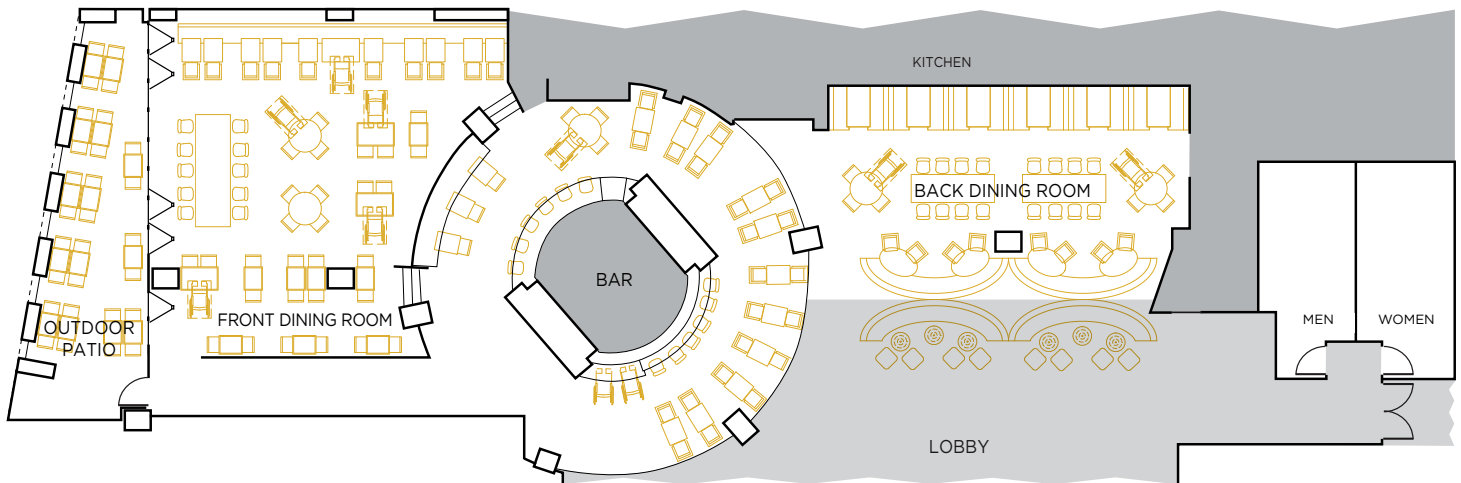 KITCHEN
BACK DINING ROOM
BAR
FRONT DINING ROOM
OUTDOOR
PATIO
MEN
WOMEN
LOBBY